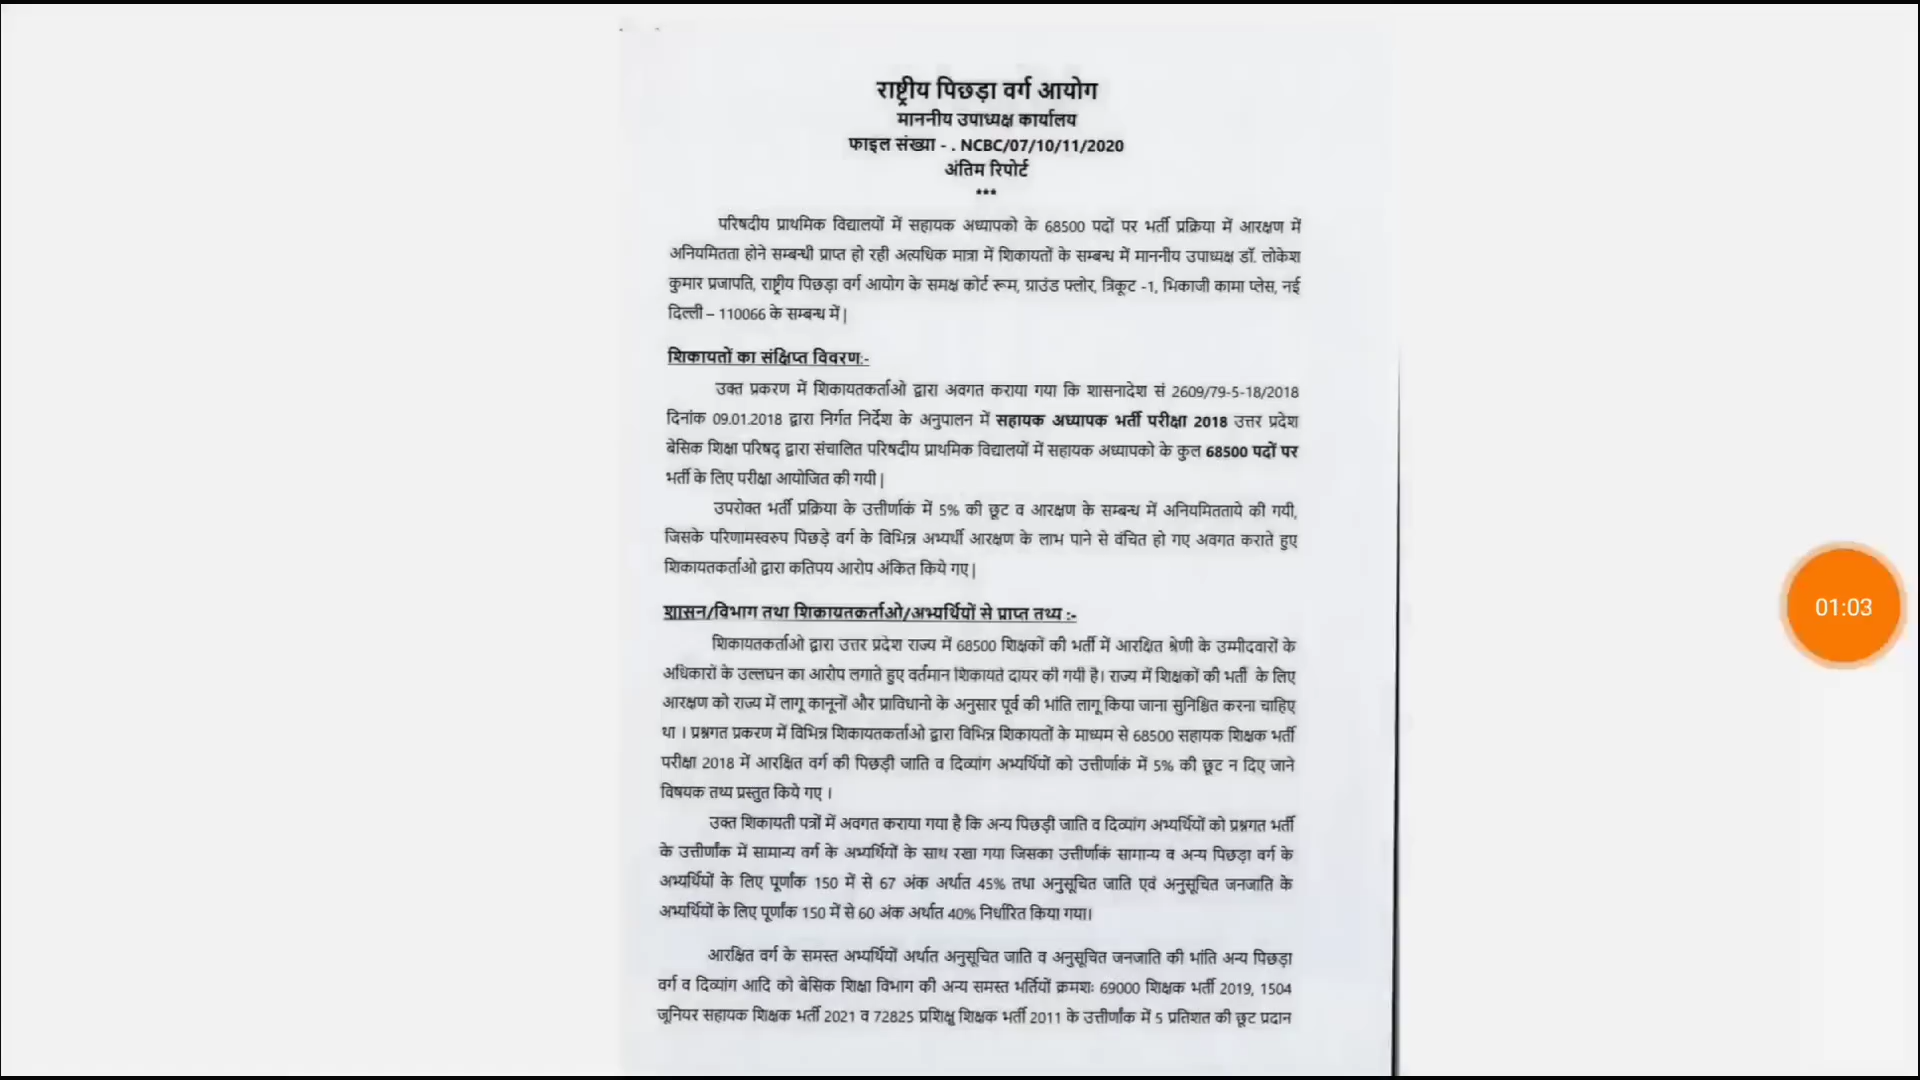 राष्ट्रीय पिछड़ा वर्ग आयोग
माननीय उपाध्यक्ष कार्यालय
फाइल संख्या - . NCBC/07/10/11/2020
अंतिम रिपोर्ट
***
परिषदीय प्राथमिक विद्यालयों में सहायक अध्यापको के 68500 पदों पर भर्ती प्रक्रिया में आरक्षण में
अनियमितता होने सम्बन्धी प्राप्त हो रही अत्यधिक मात्रा में शिकायतों के सम्बन्ध में माननीय उपाध्यक्ष डॉ. लोकेश
कुमार प्रजापति, राष्ट्रीय पिछड़ा वर्ग आयोग के समक्ष कोर्ट रूम, ग्राउंड फ्लोर, त्रिकूट -1, भिकाजी कामा प्लेस, नई
दिल्ली – 110066 के सम्बन्ध में|
शिकायतों का संक्षिप्त विवरण:-
उक्त प्रकरण में शिकायतकर्ताओ द्वारा अवगत कराया गया कि शासनादेश सं 2609/79-5-18/2018
दिनांक 09.01.2018 द्वारा निर्गत निर्देश के अनुपालन में सहायक अध्यापक भर्ती परीक्षा 2018 उत्तर प्रदेश
बेसिक शिक्षा परिषद् द्वारा संचालित परिषदीय प्राथमिक विद्यालयों में सहायक अध्यापको के कुल 68500 पदों पर
भर्ती के लिए परीक्षा आयोजित की गयी|
उपरोक्त भर्ती प्रक्रिया के उत्तीर्णाकं में 5% की छूट व आरक्षण के सम्बन्ध में अनियमितताये की गयी,
जिसके परिणामस्वरुप पिछड़े वर्ग के विभिन्न अभ्यर्थी आरक्षण के लाभ पाने से वंचित हो गए अवगत कराते हुए
शिकायतकर्ताओ द्वारा कतिपय आरोप अंकित किये गए|
शासन/विभाग तथा शिकायतकर्ताओ/अभ्यर्थियों से प्राप्त तथ्य :-
शिकायतकर्ताओ द्वारा उत्तर प्रदेश राज्य में 68500 शिक्षकों की भर्ती में आरक्षित श्रेणी के उम्मीदवारों के
अधिकारों के उल्लघन का आरोप लगाते हुए वर्तमान शिकायते दायर की गयी है। राज्य में शिक्षकों की भर्ती के लिए
आरक्षण को राज्य में लागू कानूनों और प्राविधानो के अनुसार पूर्व की भांति लागू किया जाना सुनिश्चित करना चाहिए
था । प्रश्नगत प्रकरण में विभिन्न शिकायतकर्ताओ द्वारा विभिन्न शिकायतों के माध्यम से 68500 सहायक शिक्षक भर्ती
परीक्षा 2018 में आरक्षित वर्ग की पिछड़ी जाति व दिव्यांग अभ्यर्थियों को उत्तीर्णाकं में 5% की छूट न दिए जाने
विषयक तथ्य प्रस्तुत किये गए ।
उक्त शिकायती पत्रों में अवगत कराया गया है कि अन्य पिछड़ी जाति व दिव्यांग अभ्यर्थियों को प्रश्नगत भर्ती
के उत्तीर्णांक में सामान्य वर्ग के अभ्यर्थियों के साथ रखा गया जिसका उत्तीर्णाकं सामान्य व अन्य पिछड़ा वर्ग के
अभ्यर्थियों के लिए पूर्णांक 150 में से 67 अंक अर्थात 45% तथा अनुसूचित जाति एवं अनुसूचित जनजाति के
अभ्यर्थियों के लिए पूर्णांक 150 में से 60 अंक अर्थात 40% निर्धारित किया गया।
आरक्षित वर्ग के समस्त अभ्यर्थियों अर्थात अनुसूचित जाति व अनुसूचित जनजाति की भांति अन्य पिछड़ा
वर्ग व दिव्यांग आदि को बेसिक शिक्षा विभाग की अन्य समस्त भर्तियों क्रमशः 69000 शिक्षक भर्ती 2019, 1504
जूनियर सहायक शिक्षक भर्ती 2021 व 72825 प्रशिक्षु शिक्षक भर्ती 2011 के उत्तीर्णांक में 5 प्रतिशत की छूट प्रदान
01:03